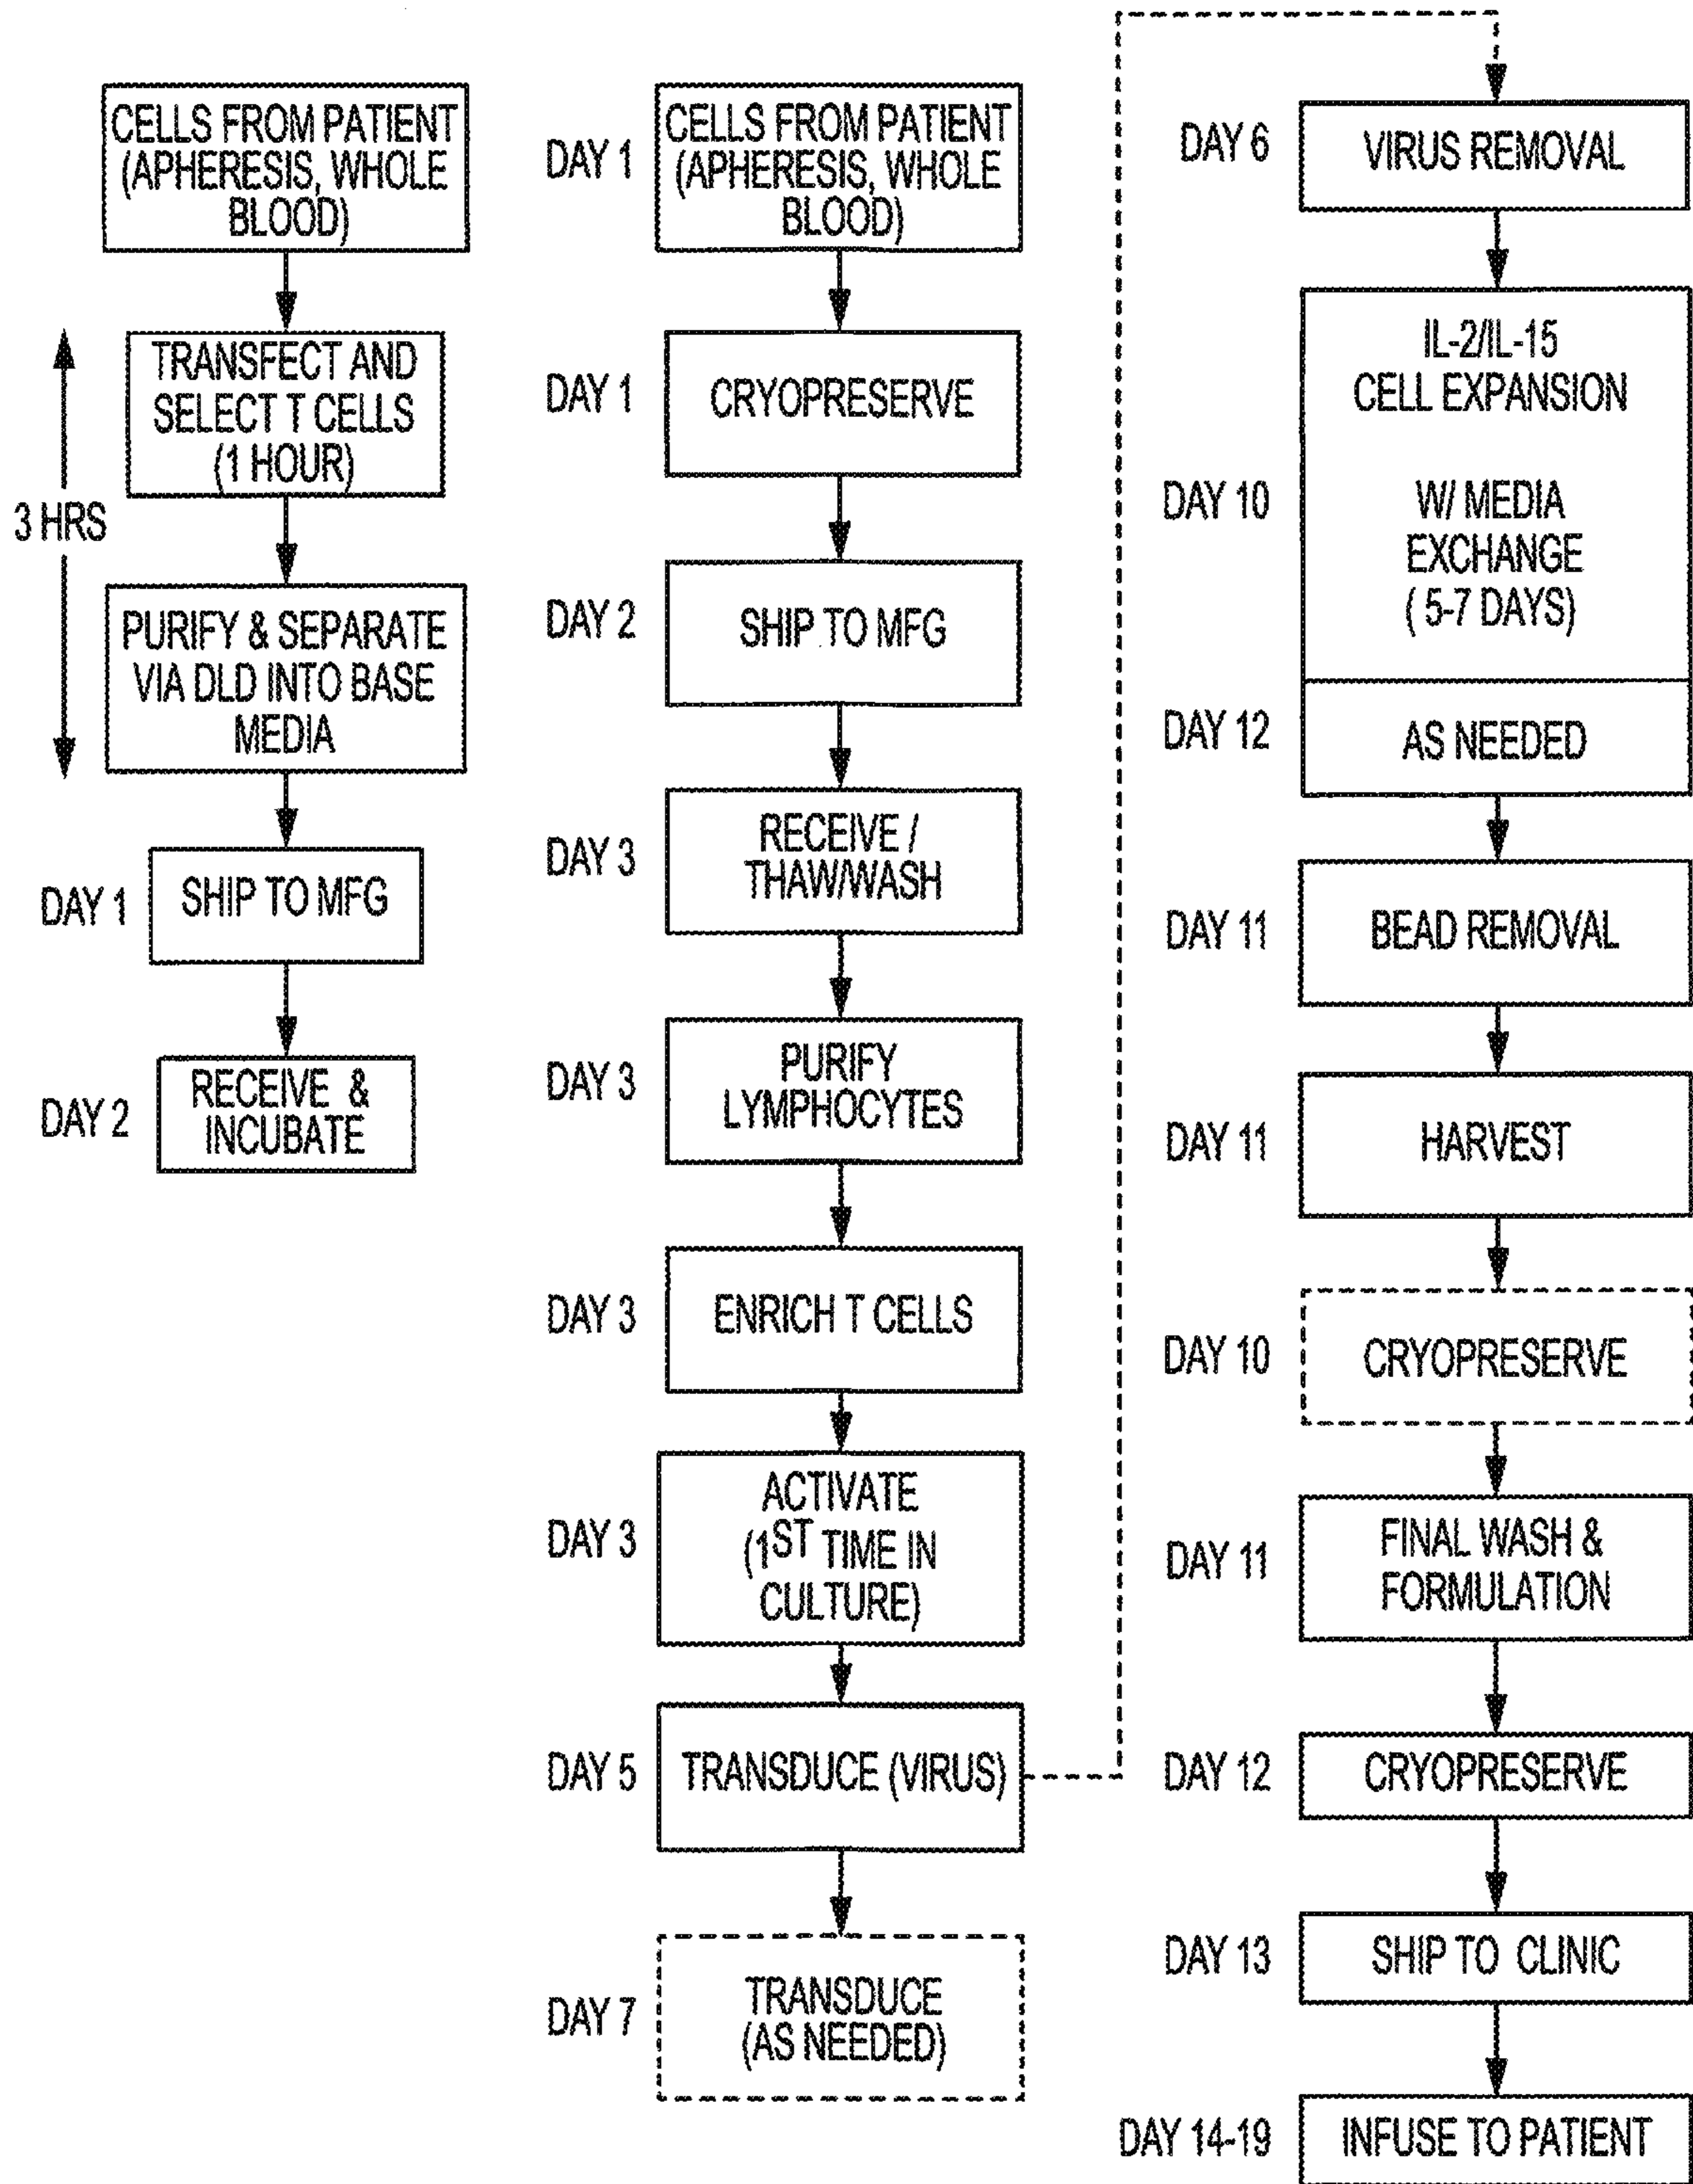 CELLS FROM PATIENT
(APHERESIS, WHOLE
BLOOD)
3 HRS
TRANSFECT AND
SELECT T CELLS
(1 HOUR)
PURIFY & SEPARATE
VIA DLD INTO BASE
MEDIA
DAY 1
SHIP TO MFG
DAY 2
RECEIVE &
INCUBATE
DAY 1
CELLS FROM PATIENT
(APHERESIS, WHOLE
BLOOD)
DAY 1
CRYOPRESERVE
DAY 2
SHIP TO MFG
DAY 3
RECEIVE /
THAW/WASH
DAY 3
PURIFY
LYMPHOCYTES
DAY 3
ENRICH T CELLS
DAY 3
ACTIVATE
(1ST TIME IN
CULTURE)
DAY 5
TRANSDUCE (VIRUS)
DAY 7
TRANSDUCE
(AS NEEDED)
DAY 6
VIRUS REMOVAL
IL-2/IL-15
CELL EXPANSION
DAY 10
W/ MEDIA
EXCHANGE
( 5-7 DAYS)
DAY 12
AS NEEDED
DAY 11
BEAD REMOVAL
DAY 11
HARVEST
DAY 10
CRYOPRESERVE
DAY 11
FINAL WASH &
FORMULATION
DAY 12
CRYOPRESERVE
DAY 13
SHIP TO CLINIC
DAY 14-19
INFUSE TO PATIENT